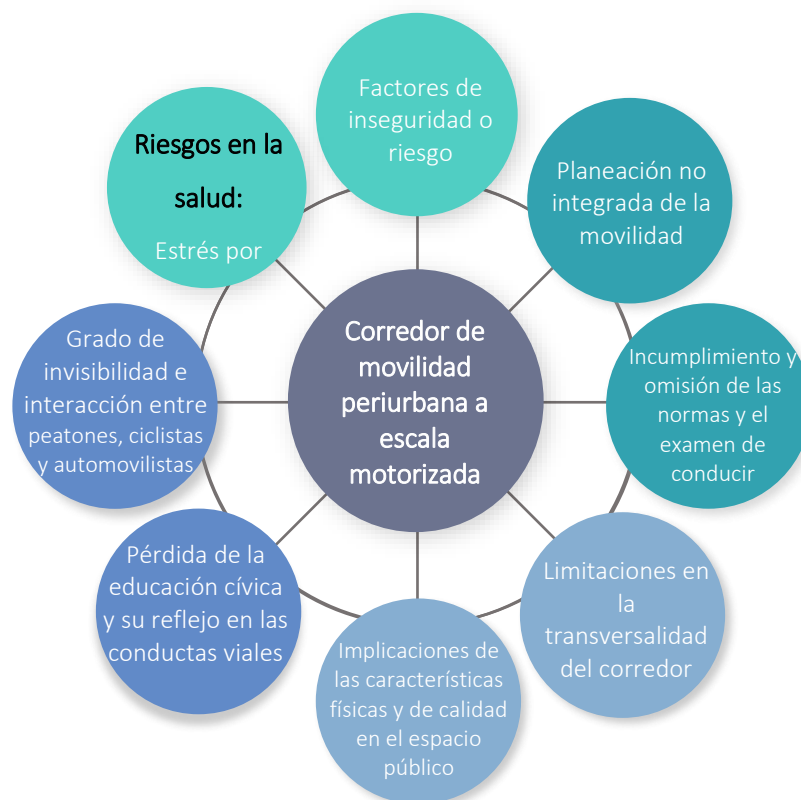 Factores de
inseguridad o
riesgo
Planeación no
integrada de la
movilidad
Incumplimiento y
omisión de las
normas y el
examen de
conducir
Limitaciones en
la
transversalidad
del corredor
Implicaciones de
las características
físicas y de calidad
en el espacio
público
Pérdida de la
educación cívica
y su reflejo en las
conductas viales
Grado de
invisibilidad e
interacción entre
peatones, ciclistas
y automovilistas
Riesgos en la
salud:
Estrés por
Corredor de
movilidad
periurbana a
escala
motorizada